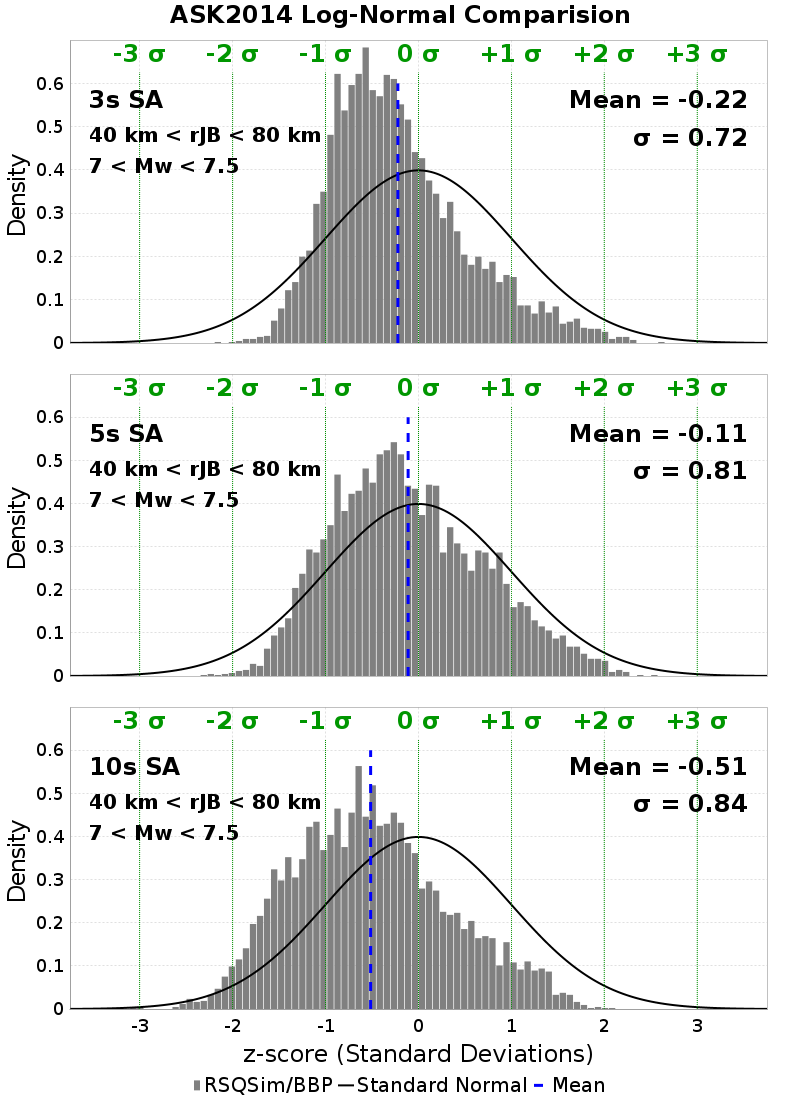 ASK2014 Log-Normal Comparision
-3 σ -2 σ -1 σ 0 σ +1 σ +2 σ +3 σ
3s SA
Mean = -0.22
40 km < rJB < 80 km
σ = 0.72
7 < Mw < 7.5
0.6
0.5
0.4
0.3
0.2
0.1
0
Density
-3 σ -2 σ -1 σ 0 σ +1 σ +2 σ +3 σ
5s SA
Mean = -0.11
40 km < rJB < 80 km
σ = 0.81
7 < Mw < 7.5
0.6
0.5
0.4
0.3
0.2
0.1
0
Density
-3 σ -2 σ -1 σ 0 σ +1 σ +2 σ +3 σ
10s SA
Mean = -0.51
40 km < rJB < 80 km
σ = 0.84
7 < Mw < 7.5
0.6
0.5
0.4
0.3
0.2
0.1
0
Density
-3 -2 -1 0 1 2 3
z-score (Standard Deviations)
RSQSim/BBP Standard Normal Mean